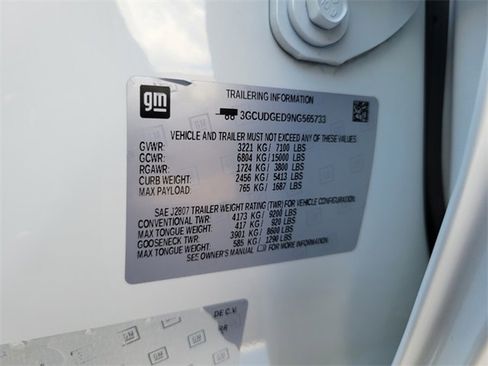 gm
TRAILERING INFORMATION
3GCUDGED9NG565733
VEHICLE AND TRAILER MUST NOT EXCEED ANY OF THESE VALUES:
GVWR: 3221 KG / 7100 LBS
GCWR: 6804 KG / 15000 LBS
RGAWR: 1724 KG / 3800 LBS
CURB WEIGHT: 2456 KG / 5413 LBS
MAX PAYLOAD: 765 KG / 1687 LBS
SAE J2807 TRAILER WEIGHT RATING (TWR) FOR VEHICLE CONFIGURATION:
CONVENTIONAL TWR: 4173 KG / 9200 LBS
MAX TONGUE WEIGHT: 417 KG / 920 LBS
GOOSENECK TWR: 3901 KG / 8600 LBS
MAX TONGUE WEIGHT: 585 KG / 1290 LBS
SEE OWNER'S MANUAL FOR MORE INFORMATION
DE C.V.
GM
GM